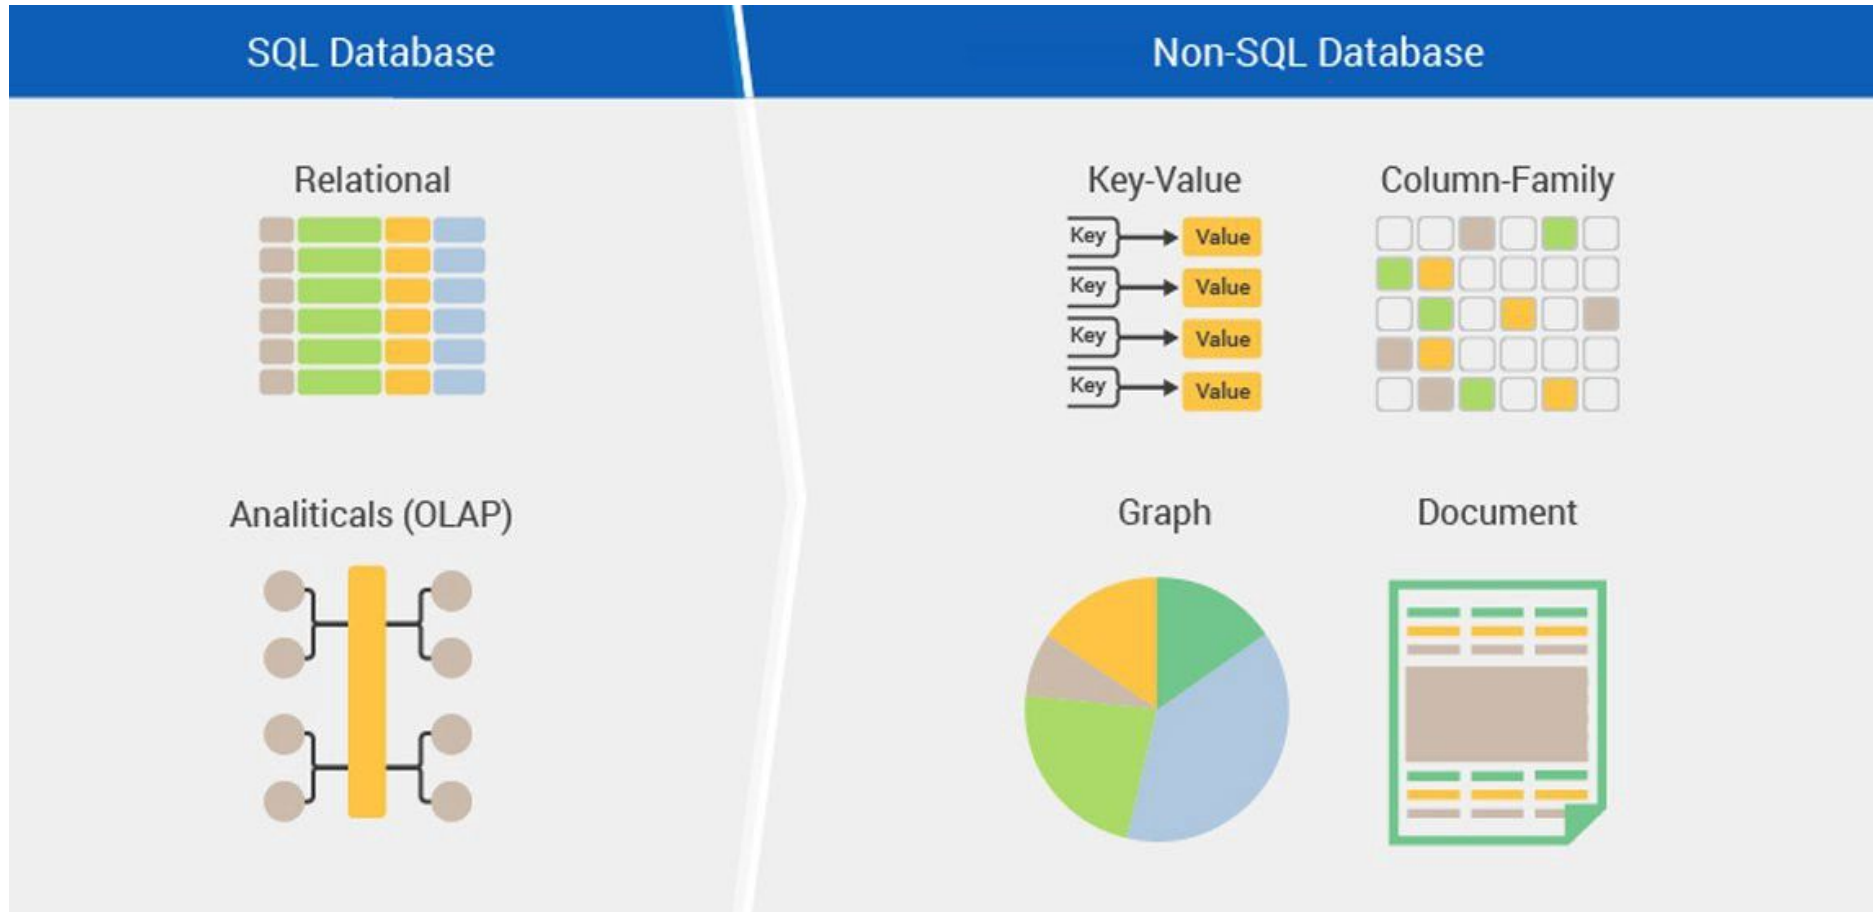 SQL Database
Non-SQL Database
Relational
Key-Value
Column-Family
Key
Value
Key
Value
Key
Value
Key
Value
Analiticals (OLAP)
Graph
Document